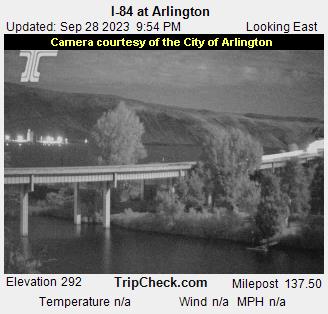 I-84 at Arlington
Updated: Sep 28 2023 9:54 PM Looking East
Camera courtesy of the City of Arlington
Elevation 292 TripCheck.com Milepost 137.50
Temperature n/a Wind n/a MPH n/a